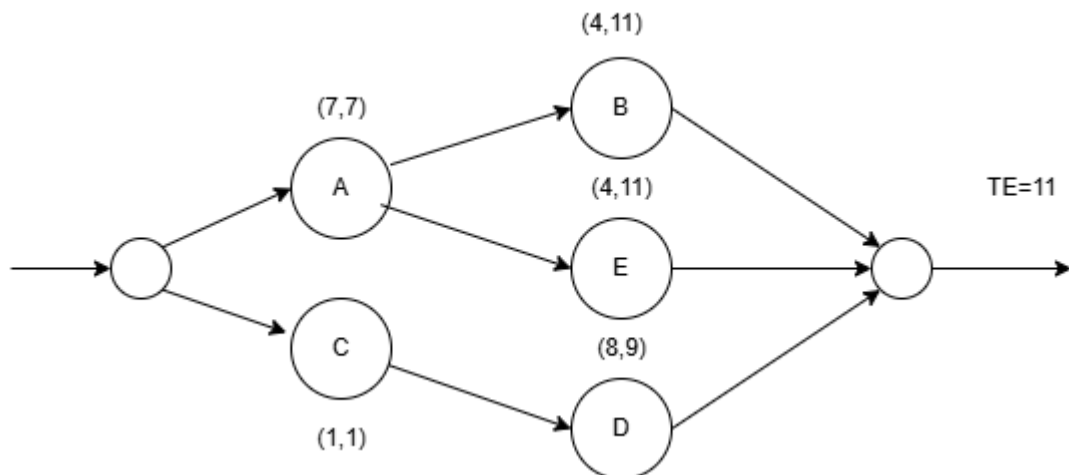 (4,11)
B
(7,7)
A
(4,11)
TE=11
E
C
(8,9)
D
(1,1)